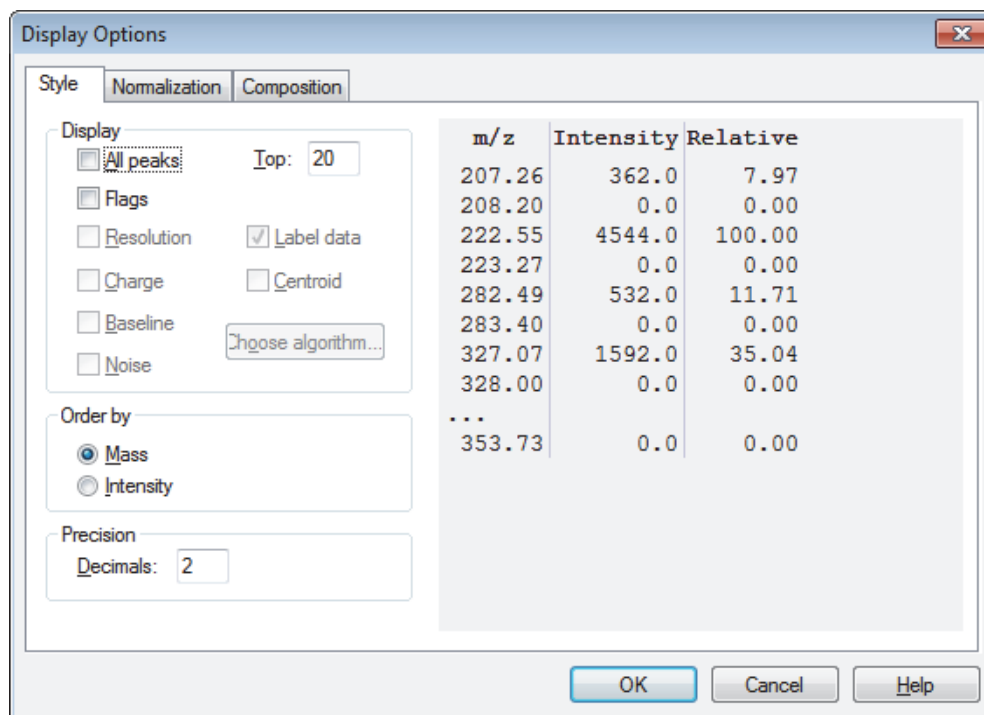 Display Options
Style Normalization Composition
Display
All peaks Top: 20
Flags
Resolution Label data
Charge Centroid
Baseline
Choose algorithm...
Noise
Order by
Mass
Intensity
Precision
Decimals: 2
m/z Intensity Relative
207.26 362.0 7.97
208.20 0.0 0.00
222.55 4544.0 100.00
223.27 0.0 0.00
282.49 532.0 11.71
283.40 0.0 0.00
327.07 1592.0 35.04
328.00 0.0 0.00
...
353.73 0.0 0.00
OK Cancel Help